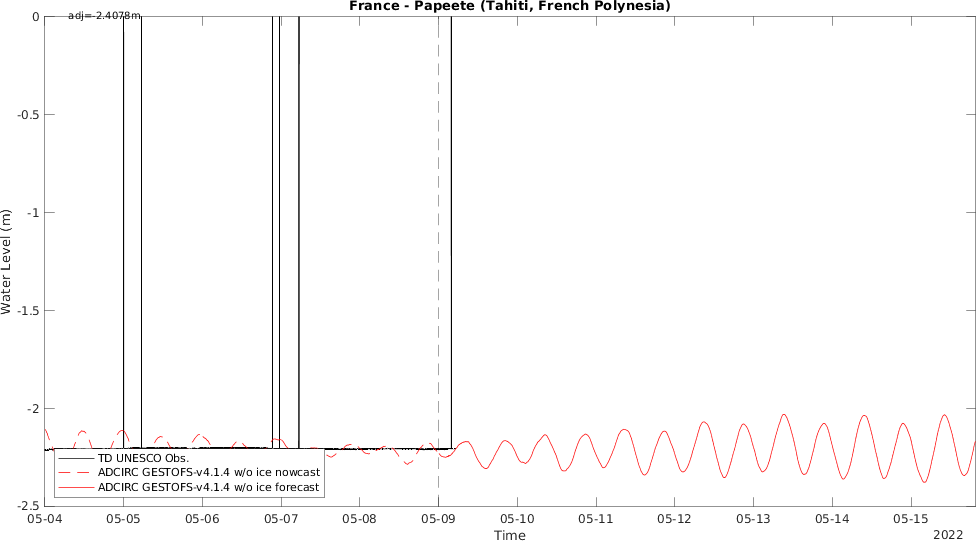 France - Papeete (Tahiti, French Polynesia)
adj=-2.4078m
0
-0.5
-1
-1.5
-2
-2.5
Water Level (m)
TD UNESCO Obs.
ADCIRC GESTOFS-v4.1.4 w/o ice nowcast
ADCIRC GESTOFS-v4.1.4 w/o ice forecast
05-04 05-05 05-06 05-07 05-08 05-09 05-10 05-11 05-12 05-13 05-14 05-15
Time
2022